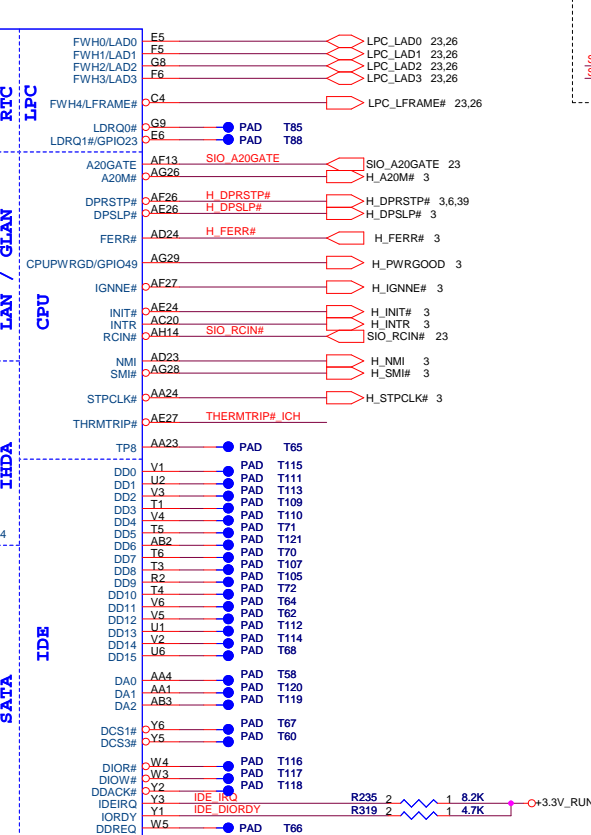 RTC
LPC
LAN / GLAN
CPU
IHDA
IDE
SATA
4
FWH0/LAD0 E5 LPC_LAD0 23,26
FWH1/LAD1 F5 LPC_LAD1 23,26
FWH2/LAD2 G8 LPC_LAD2 23,26
FWH3/LAD3 F6 LPC_LAD3 23,26
FWH4/LFRAME# C4 LPC_LFRAME# 23,26
LDRQ0# G9 PAD T85
LDRQ1#/GPIO23 E6 PAD T88
A20GATE AF13 SIO_A20GATE SIO_A20GATE 23
A20M# AG26 H_A20M# 3
DPRSTP# AF26 H_DPRSTP# H_DPRSTP# 3,6,39
DPSLP# AE26 H_DPSLP# H_DPSLP# 3
FERR# AD24 H_FERR# H_FERR# 3
CPUPWRGD/GPIO49 AG29 H_PWRGOOD 3
IGNNE# AF27 H_IGNNE# 3
INIT# AE24 H_INIT# 3
INTR AC20 H_INTR 3
RCIN# AH14 SIO_RCIN# SIO_RCIN# 23
NMI AD23 H_NMI 3
SMI# AG28 H_SMI# 3
STPCLK# AA24 H_STPCLK# 3
THRMTRIP# AE27 THERMTRIP#_ICH
TP8 AA23 PAD T65
DD0 V1 PAD T115
DD1 U2 PAD T111
DD2 V3 PAD T113
DD3 T1 PAD T109
DD4 V4 PAD T110
DD5 T5 PAD T71
DD6 AB2 PAD T121
DD7 T6 PAD T70
DD8 T3 PAD T107
DD9 R2 PAD T105
DD10 T4 PAD T72
DD11 V6 PAD T64
DD12 V5 PAD T62
DD13 U1 PAD T112
DD14 V2 PAD T114
DD15 U6 PAD T68
DA0 AA4 PAD T58
DA1 AA1 PAD T120
DA2 AB3 PAD T119
DCS1# Y6 PAD T67
DCS3# Y5 PAD T60
DIOR# W4 PAD T116
DIOW# W3 PAD T117
DDACK# Y2 PAD T118
IDEIRQ Y3 IDE_IRQ R235 2 1 8.2K +3.3V_RUN
IORDY Y1 IDE_DIORDY R319 2 1 4.7K
DDREQ W5 PAD T66